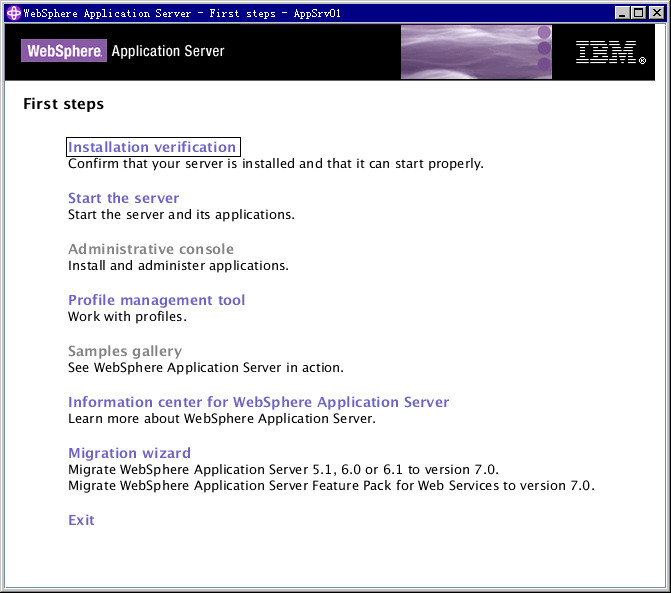 WebSphere Application Server - First steps - AppSrv01
WebSphere. Application Server
IBM®
First steps
Installation verification
Confirm that your server is installed and that it can start properly.
Start the server
Start the server and its applications.
Administrative console
Install and administer applications.
Profile management tool
Work with profiles.
Samples gallery
See WebSphere Application Server in action.
Information center for WebSphere Application Server
Learn more about WebSphere Application Server.
Migration wizard
Migrate WebSphere Application Server 5.1, 6.0 or 6.1 to version 7.0.
Migrate WebSphere Application Server Feature Pack for Web Services to version 7.0.
Exit